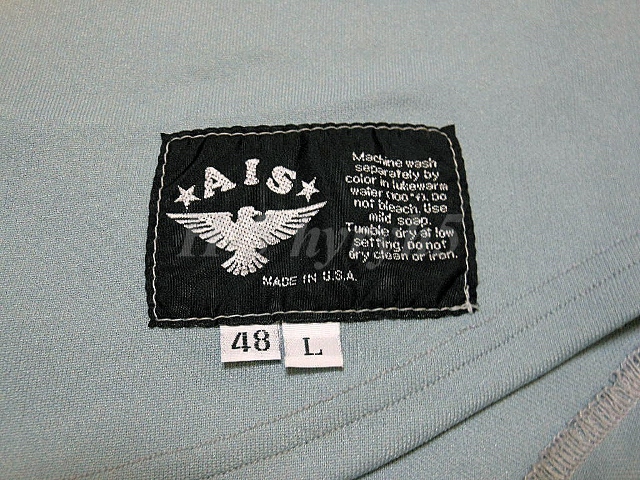 AIS
Machine wash
separately by
color in lukewarm
water (100°f). Do
not bleach. Use
mild soap.
Tumble dry at low
setting. Do not
dry clean or iron.
MADE IN U.S.A.
48
L